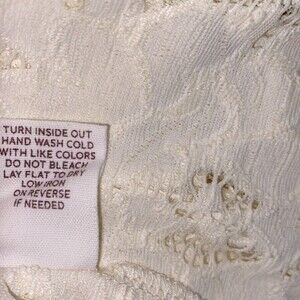 TURN INSIDE OUT
HAND WASH COLD
WITH LIKE COLORS
DO NOT BLEACH
LAY FLAT TO DRY
LOW IRON
ON REVERSE
IF NEEDED